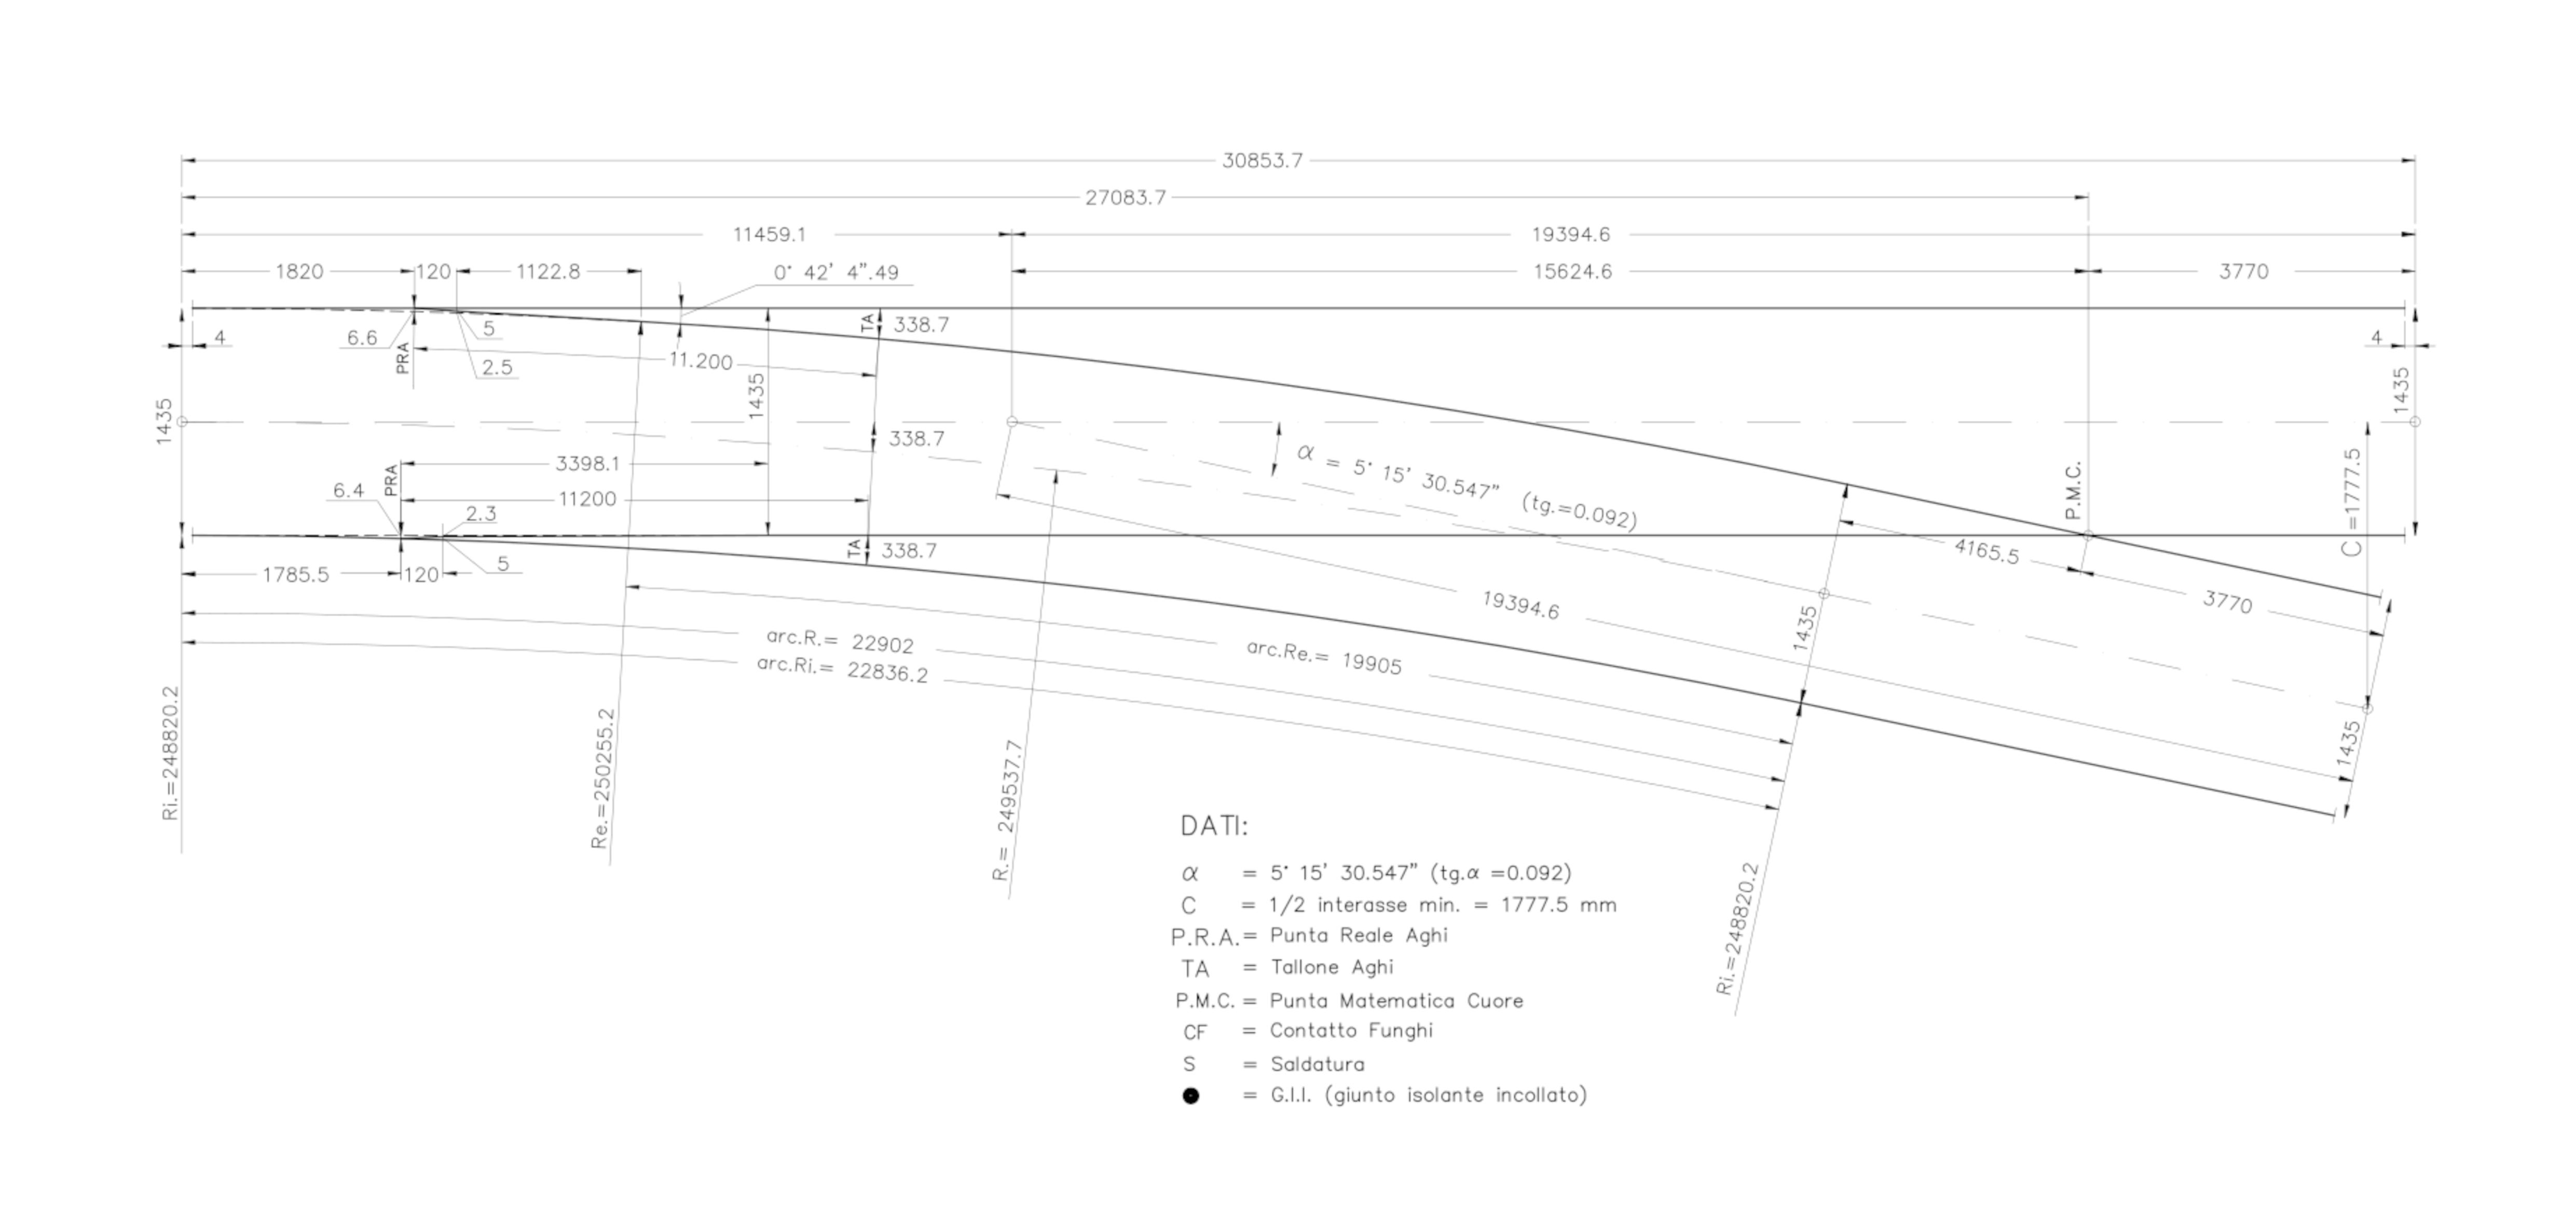 30853.7
27083.7
11459.1
19394.6
1820
120
1122.8
0° 42' 4".49
15624.6
3770
4
6.6
PRA
5
2.5
11.200
TA
338.7
4
1435
1435
1435
338.7
α = 5° 15' 30.547" (tg.=0.092)
P.M.C.
C =1777.5
3398.1
PRA
6.4
11200
2.3
TA
338.7
5
1785.5
120
4165.5
3770
19394.6
1435
arc.R.= 22902
arc.Ri.= 22836.2
arc.Re.= 19905
1435
Ri.=248820.2
Re.=250255.2
R.= 249537.7
Ri.=248820.2
DATI:
α = 5° 15' 30.547" (tg.α =0.092)
C = 1/2 interasse min. = 1777.5 mm
P.R.A.= Punta Reale Aghi
TA = Tallone Aghi
P.M.C. = Punta Matematica Cuore
CF = Contatto Funghi
S = Saldatura
● = G.I.I. (giunto isolante incollato)